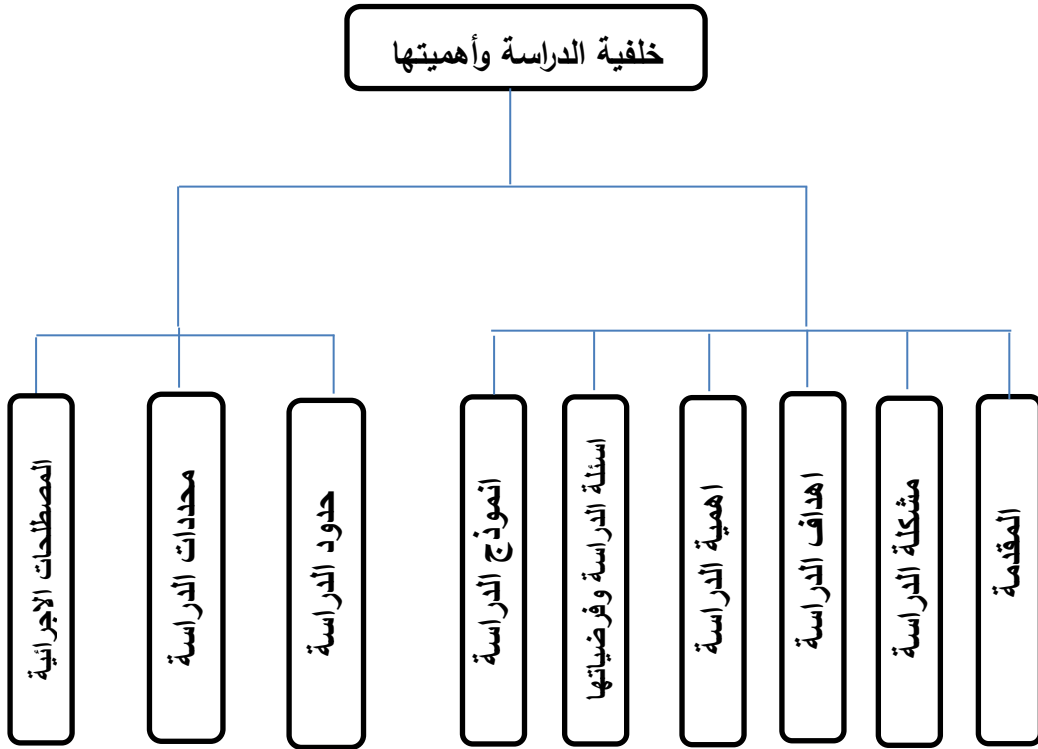 خلفية الدراسة وأهميتها
المقدمة
مشكلة الدراسة
اهداف الدراسة
اهمية الدراسة
اسئلة الدراسة وفرضياتها
انموذج الدراسة
حدود الدراسة
محددات الدراسة
المصطلحات الاجرائية